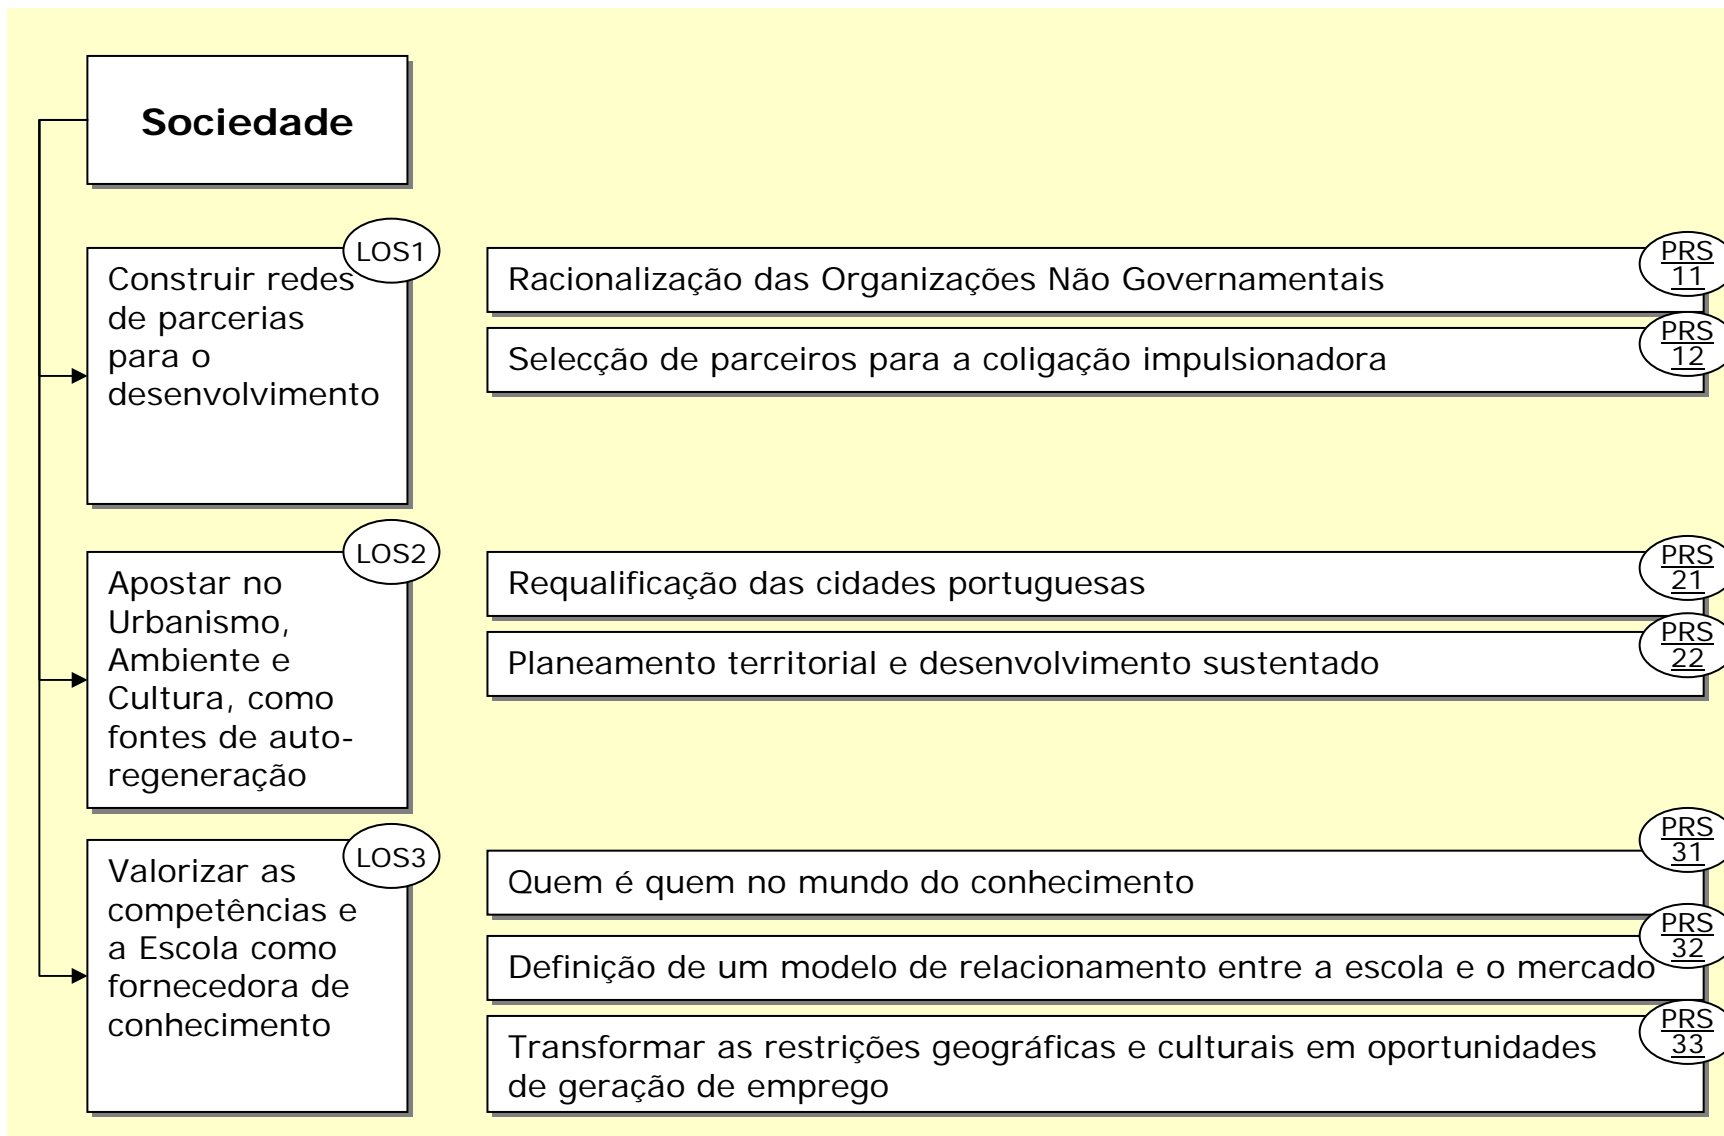 Sociedade
LOS1
Construir redes
de parcerias
para o
desenvolvimento
Racionalização das Organizações Não Governamentais
PRS
11
Selecção de parceiros para a coligação impulsionadora
PRS
12
LOS2
Apostar no
Urbanismo,
Ambiente e
Cultura, como
fontes de auto-
regeneração
Requalificação das cidades portuguesas
PRS
21
Planeamento territorial e desenvolvimento sustentado
PRS
22
LOS3
Valorizar as
competências e
a Escola como
fornecedora de
conhecimento
Quem é quem no mundo do conhecimento
PRS
31
Definição de um modelo de relacionamento entre a escola e o mercado
PRS
32
Transformar as restrições geográficas e culturais em oportunidades
de geração de emprego
PRS
33